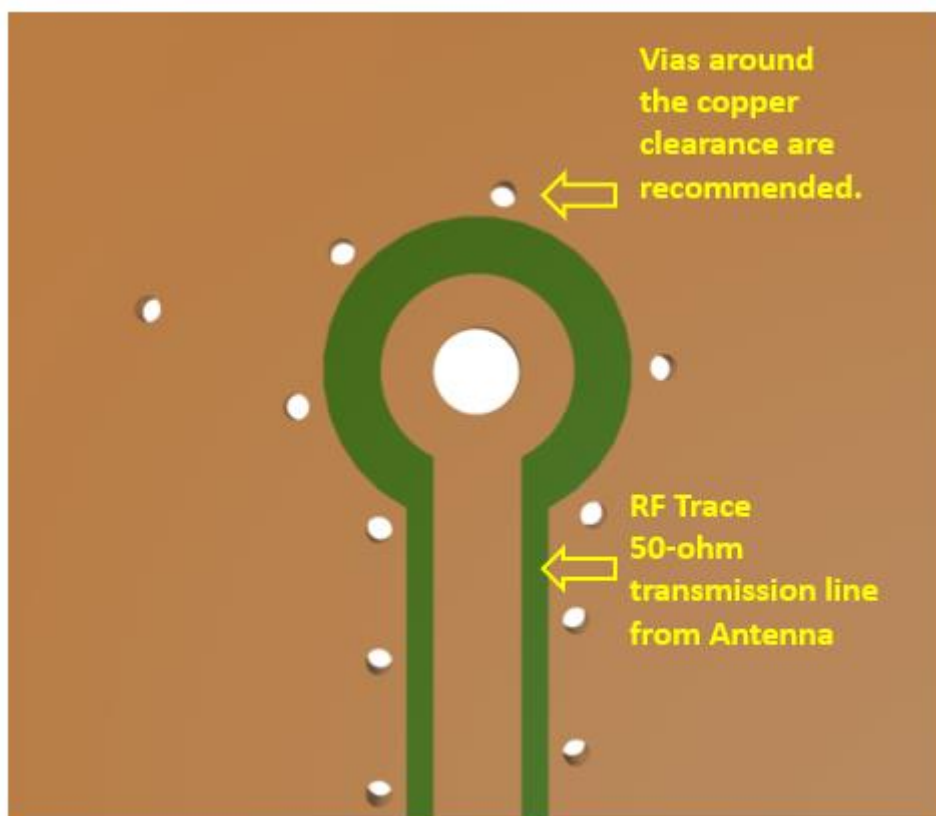 Vias around
the copper
clearance are
recommended.
RF Trace
50-ohm
transmission line
from Antenna